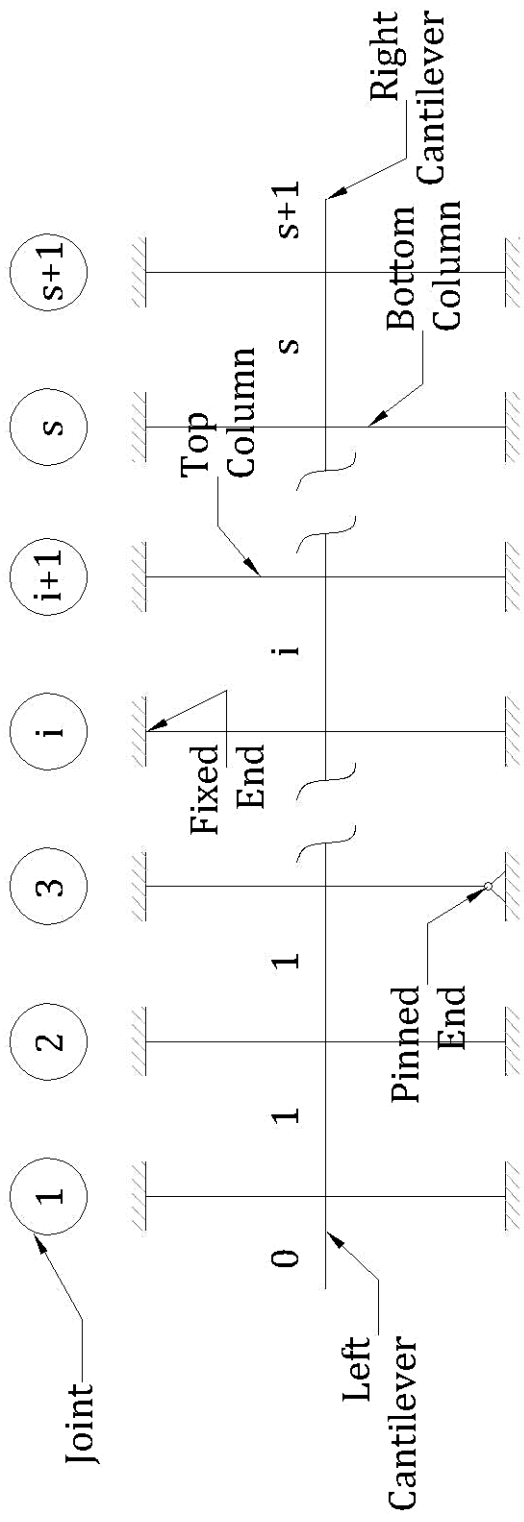 Joint
1
2
3
i
i+1
s
s+1
Fixed
End
Top
Column
0
1
1
i
s
s+1
Left
Cantilever
Pinned
End
Bottom
Column
Right
Cantilever